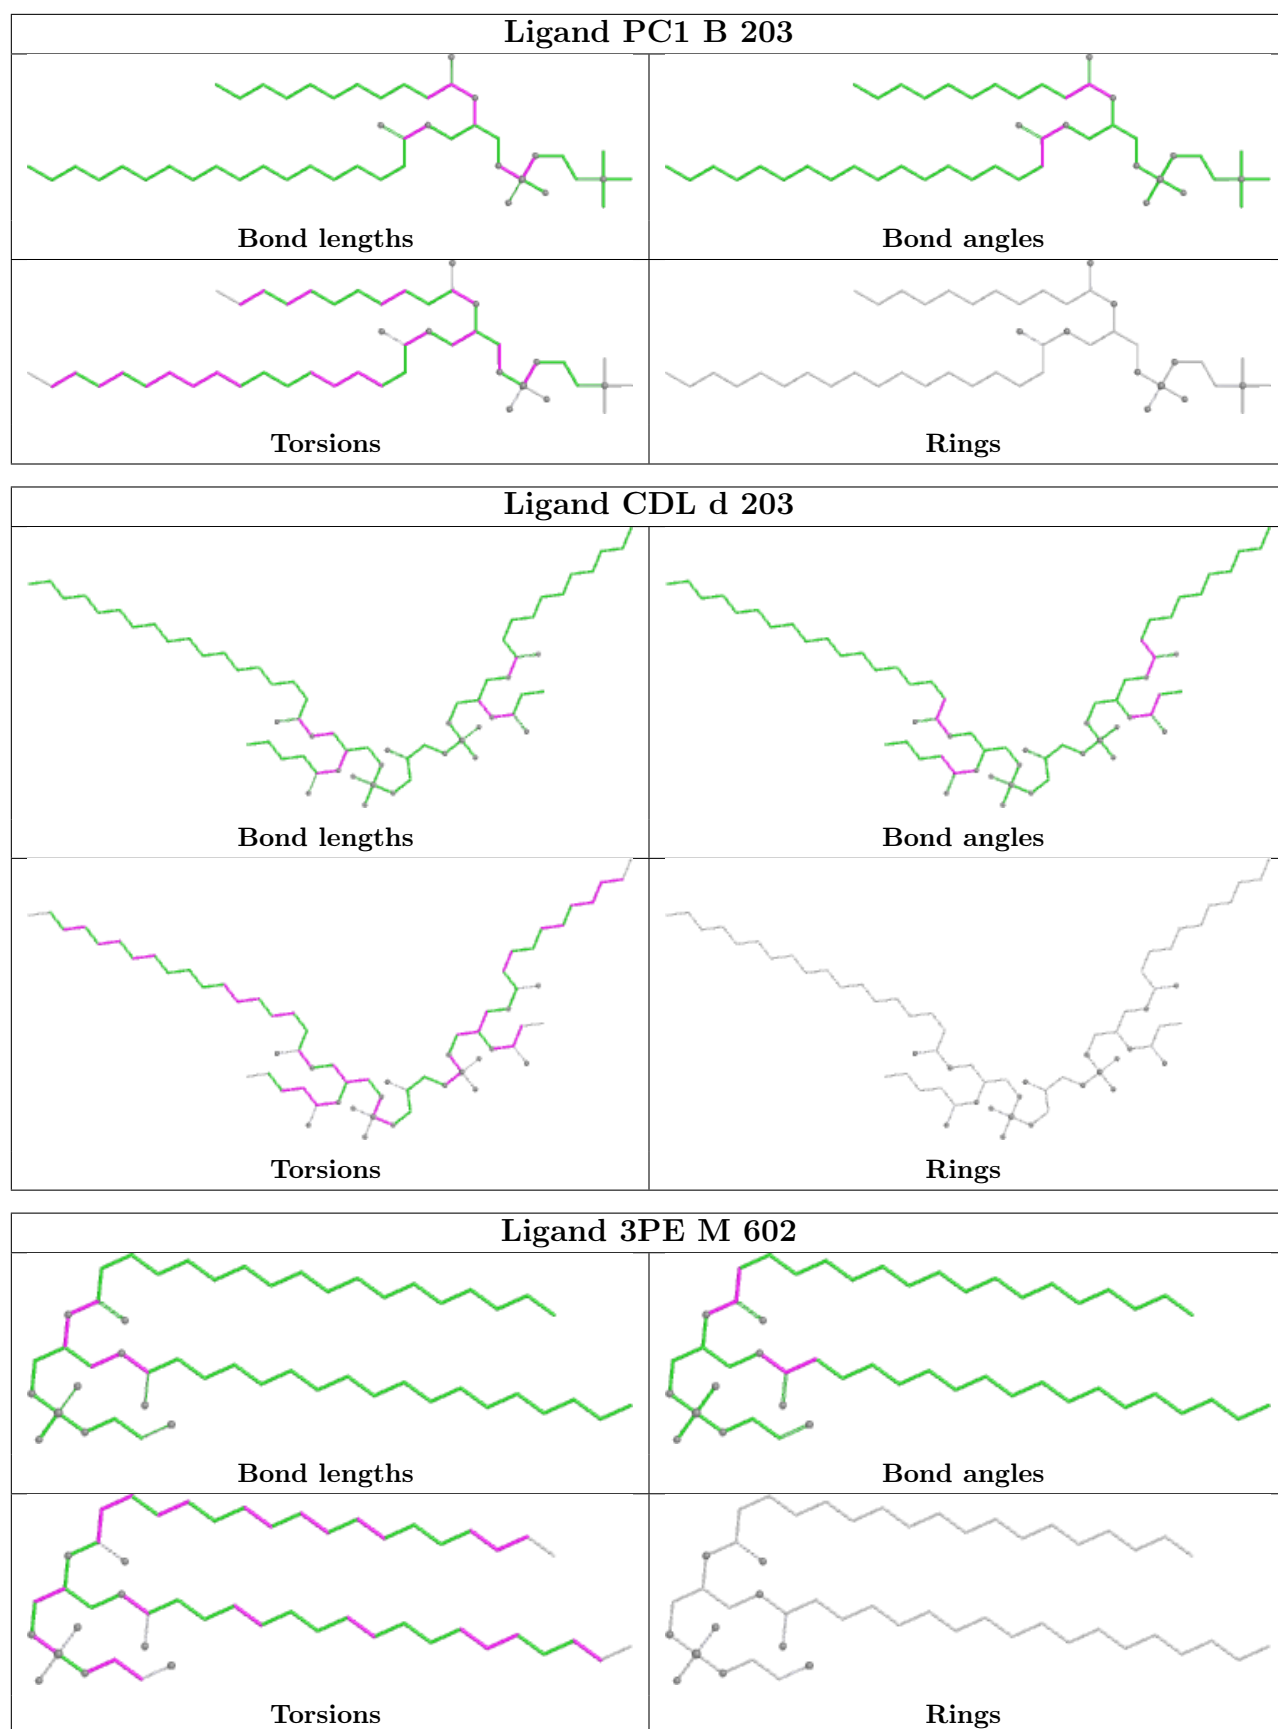 Ligand PC1 B 203
Bond lengths
Bond angles
Torsions
Rings
Ligand CDL d 203
Bond lengths
Bond angles
Torsions
Rings
Ligand 3PE M 602
Bond lengths
Bond angles
Torsions
Rings